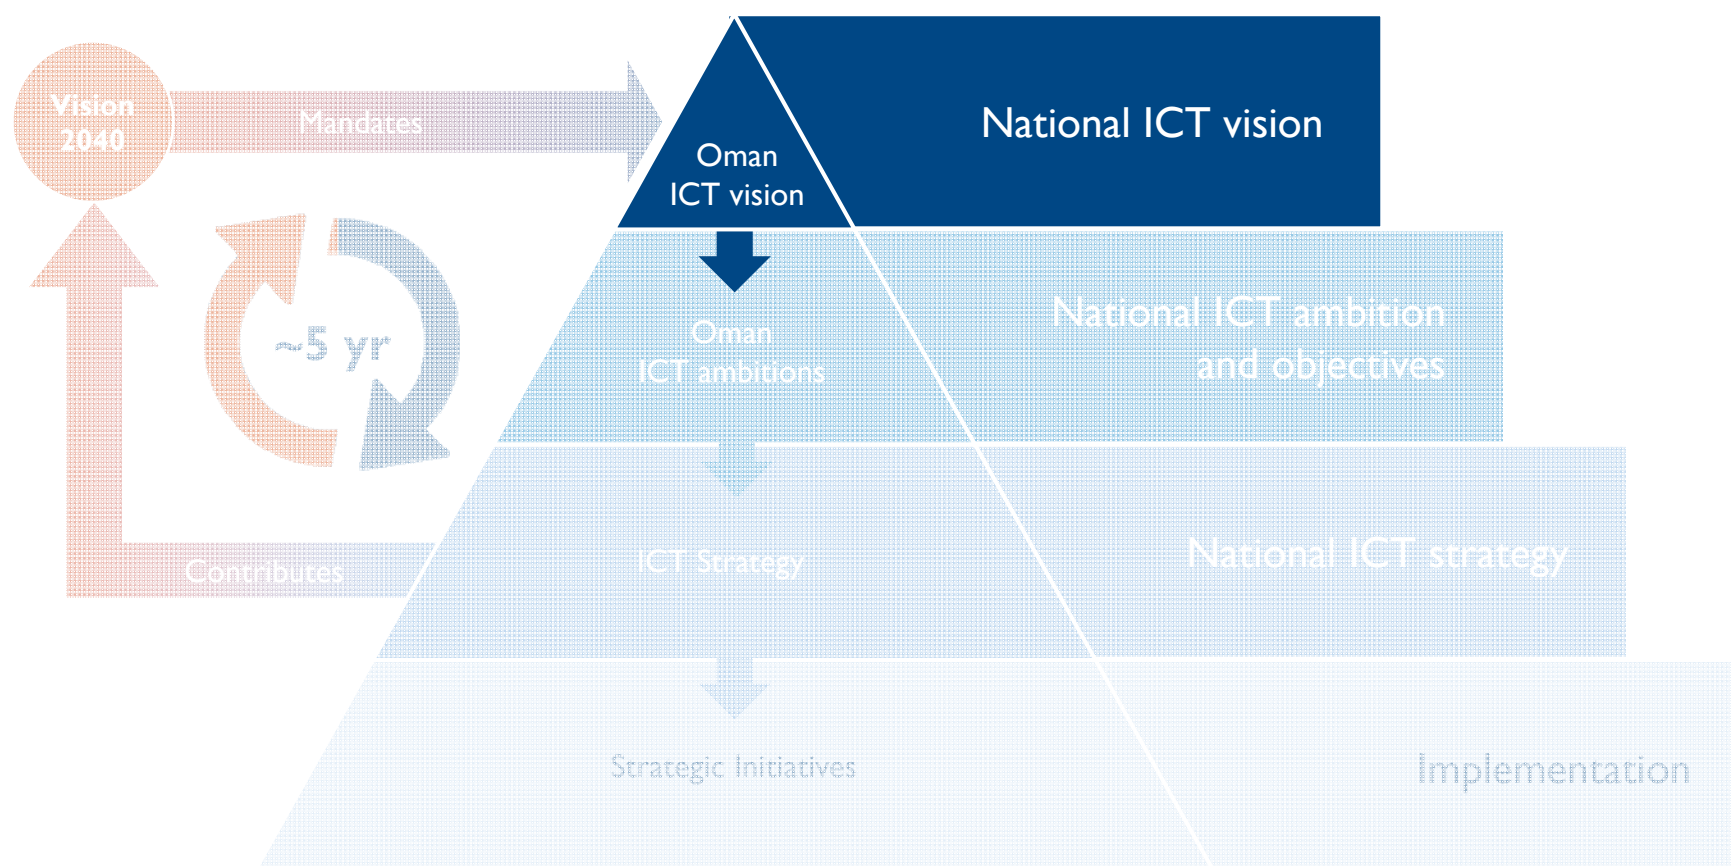 Vision
2040
Mandates
Oman
ICT vision
National ICT vision
~5 yr
Oman
ICT ambitions
National ICT ambition
and objectives
Contributes
ICT Strategy
National ICT strategy
Strategic Initiatives
Implementation